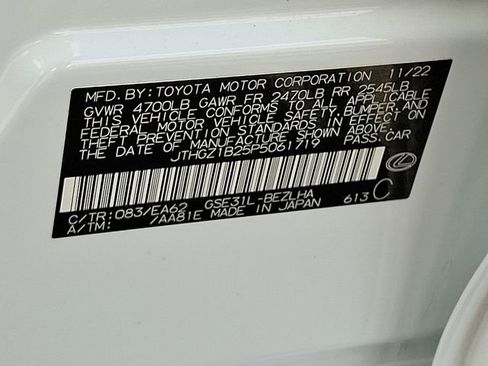 MFD. BY: TOYOTA MOTOR CORPORATION 11/22
GVWR 4700LB GAWR FR 2470LB RR 2545LB
THIS VEHICLE CONFORMS TO ALL APPLICABLE
FEDERAL MOTOR VEHICLE SAFETY, BUMPER, AND
THEFT PREVENTION STANDARDS IN EFFECT ON
THE DATE OF MANUFACTURE SHOWN ABOVE.
JTHGZ1B25P5061719 PASS. CAR
C/TR: 083/EA62 GSE31L-BEZLHA 613 C
A/TM: /AA81E MADE IN JAPAN